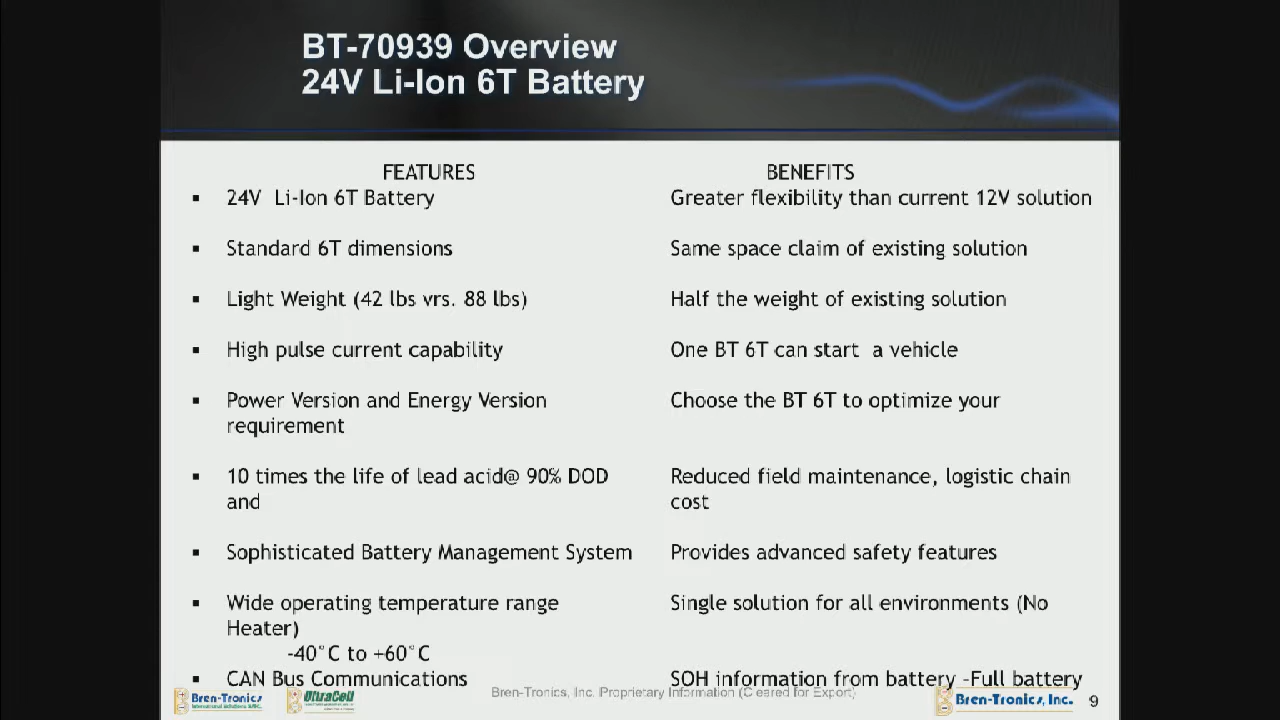 BT-70939 Overview
24V Li-Ion 6T Battery
FEATURES BENEFITS
▪ 24V Li-Ion 6T Battery Greater flexibility than current 12V solution
▪ Standard 6T dimensions Same space claim of existing solution
▪ Light Weight (42 lbs vrs. 88 lbs) Half the weight of existing solution
▪ High pulse current capability One BT 6T can start a vehicle
▪ Power Version and Energy Version Choose the BT 6T to optimize your
requirement
▪ 10 times the life of lead acid@ 90% DOD Reduced field maintenance, logistic chain
and cost
▪ Sophisticated Battery Management System Provides advanced safety features
▪ Wide operating temperature range Single solution for all environments (No
Heater)
-40°C to +60°C
▪ CAN Bus Communications SOH information from battery -Full battery
Bren-Tronics UltraCell Bren-Tronics, Inc. Proprietary Information (Cleared for Export) Bren-Tronics, Inc. 9